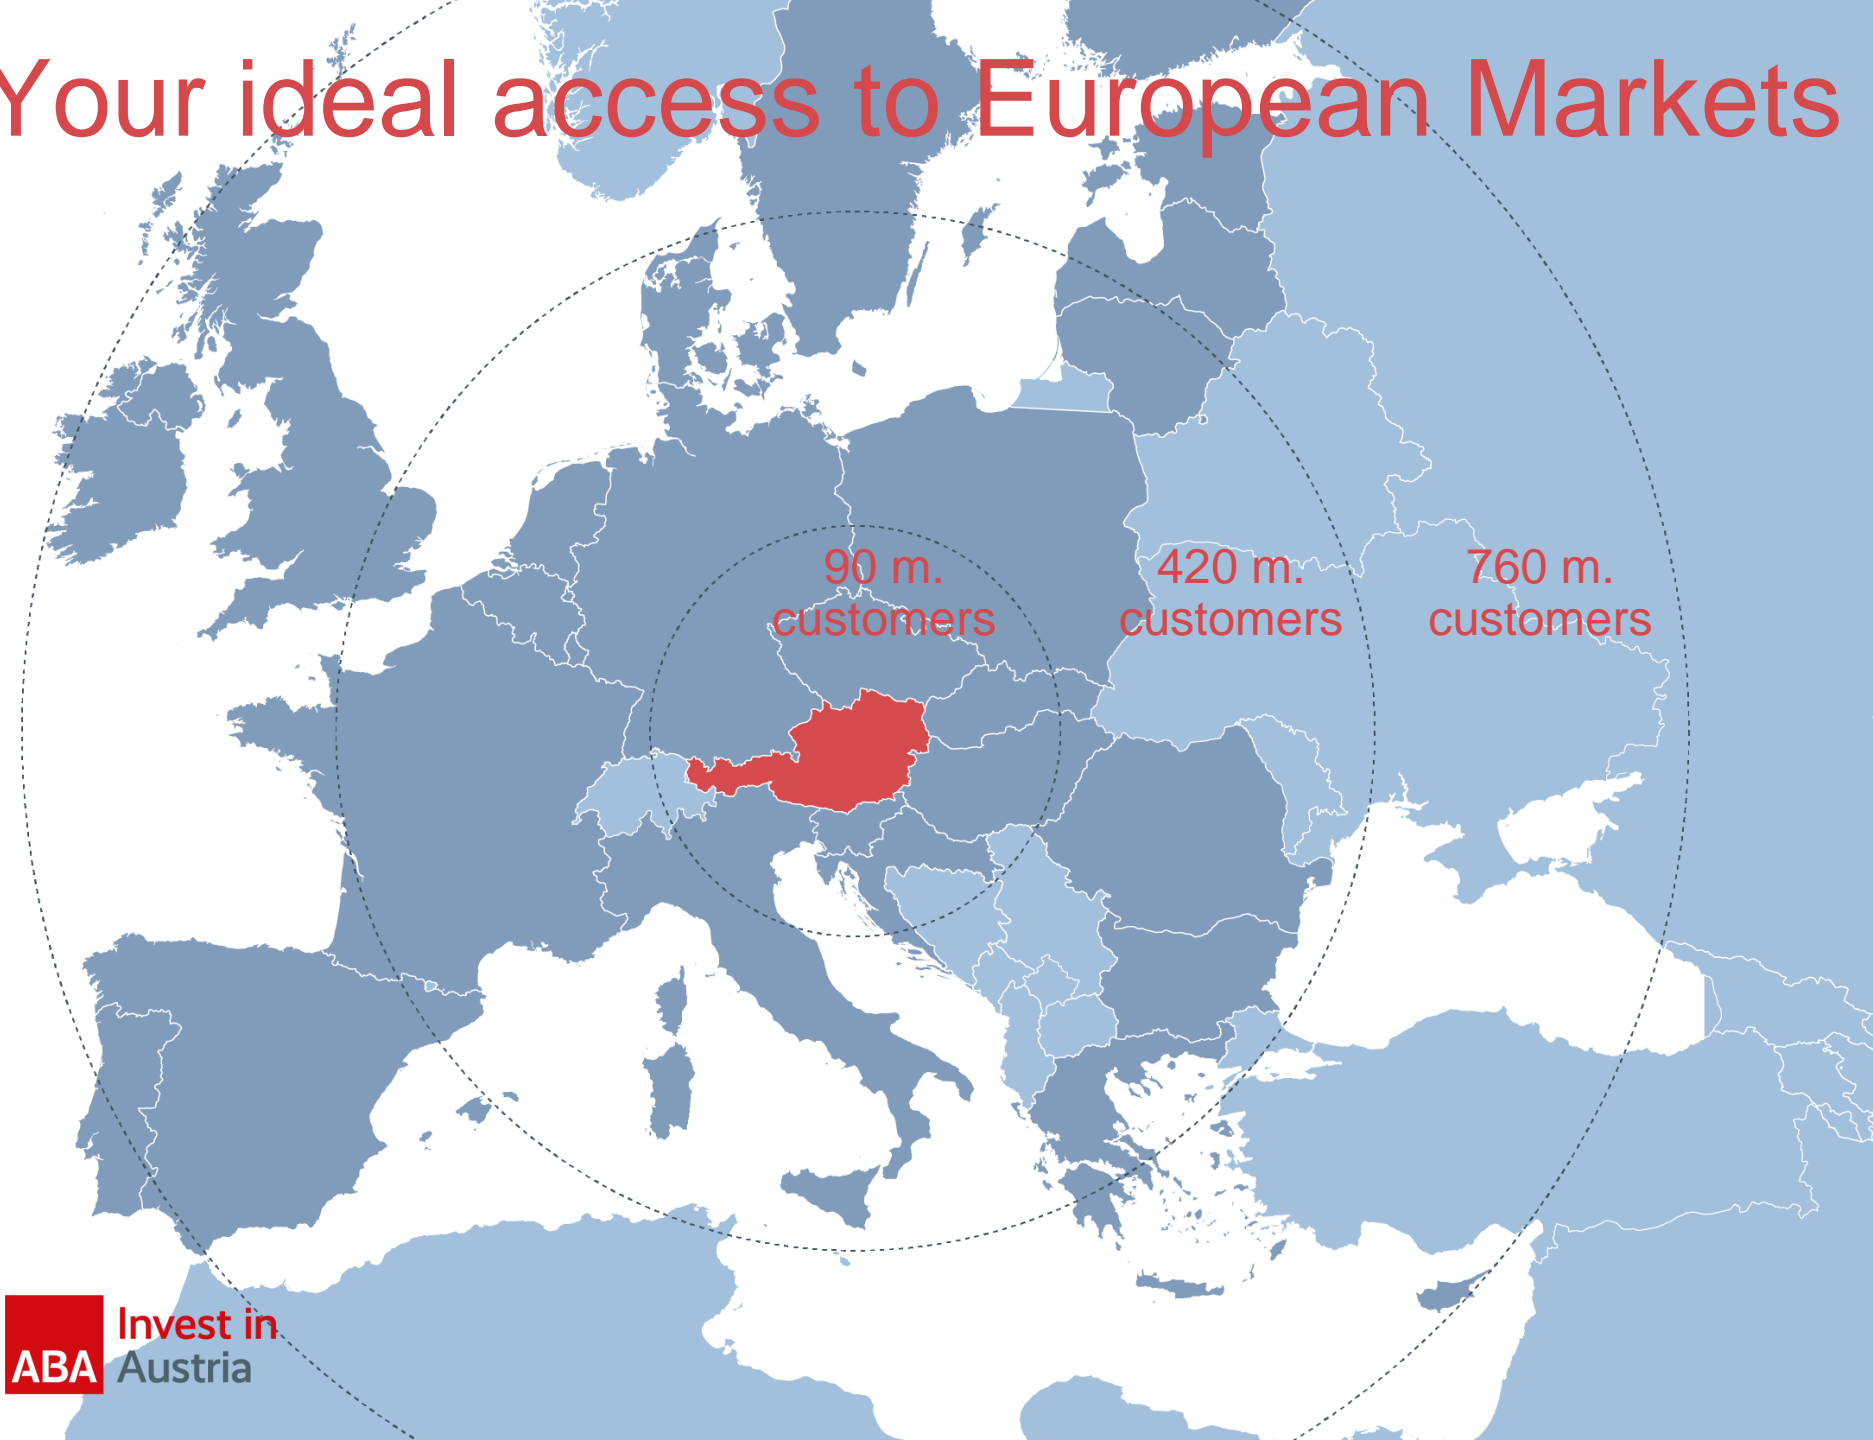 Your ideal access to European Markets
90 m.
customers
420 m.
customers
760 m.
customers
ABA
Invest in
Austria